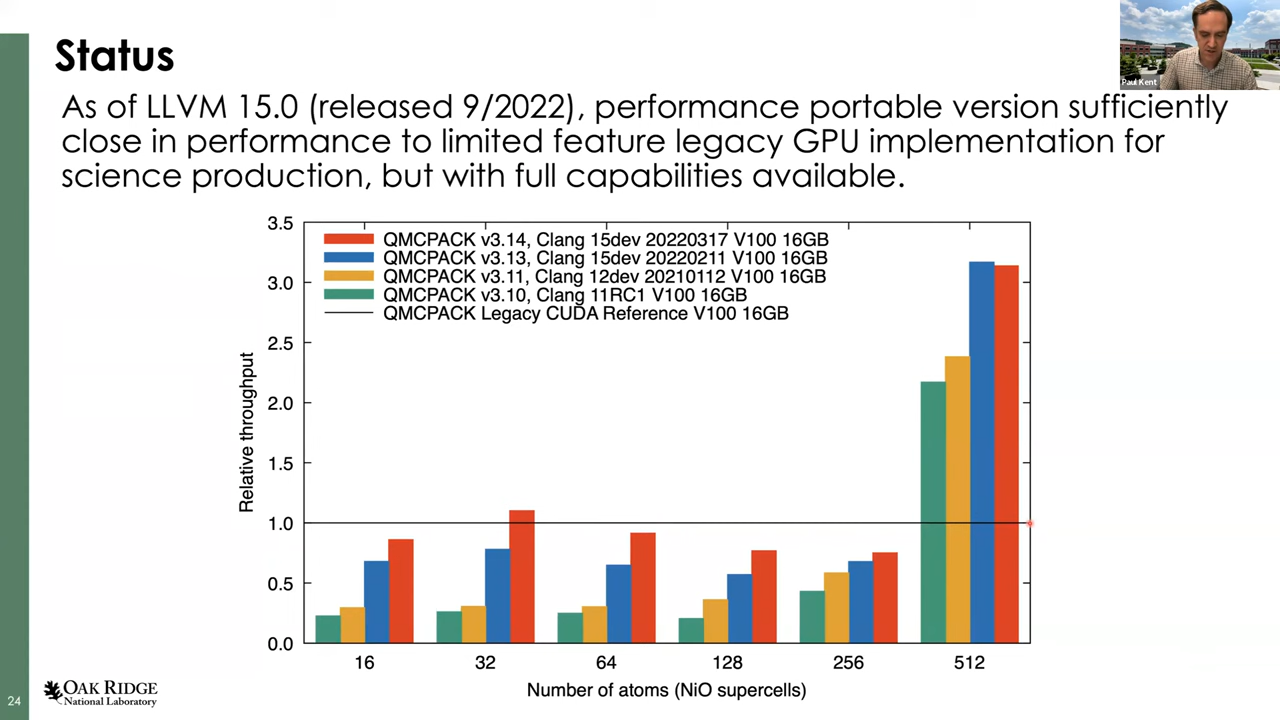 Status
Paul Kent
As of LLVM 15.0 (released 9/2022), performance portable version sufficiently
close in performance to limited feature legacy GPU implementation for
science production, but with full capabilities available.
3.5
3.0
2.5
2.0
1.5
1.0
0.5
0.0
Relative throughput
QMCPACK v3.14, Clang 15dev 20220317 V100 16GB
QMCPACK v3.13, Clang 15dev 20220211 V100 16GB
QMCPACK v3.11, Clang 12dev 20210112 V100 16GB
QMCPACK v3.10, Clang 11RC1 V100 16GB
QMCPACK Legacy CUDA Reference V100 16GB
16 32 64 128 256 512
Number of atoms (NiO supercells)
24
OAK RIDGE
National Laboratory